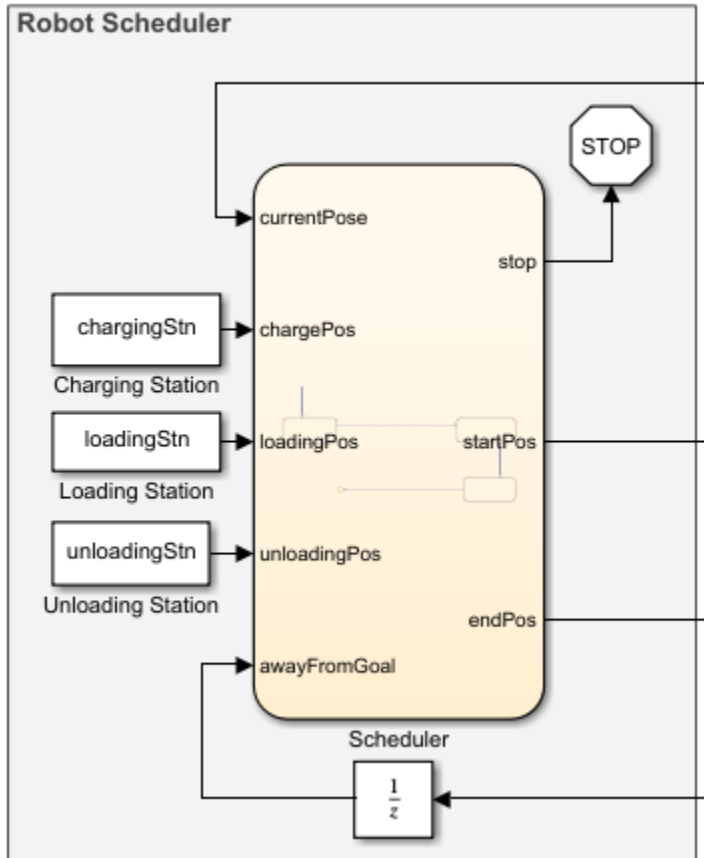 Robot Scheduler
STOP
currentPose
stop
chargingStn
chargePos
Charging Station
loadingStn
loadingPos
startPos
Loading Station
unloadingStn
unloadingPos
Unloading Station
endPos
awayFromGoal
Scheduler
1
z